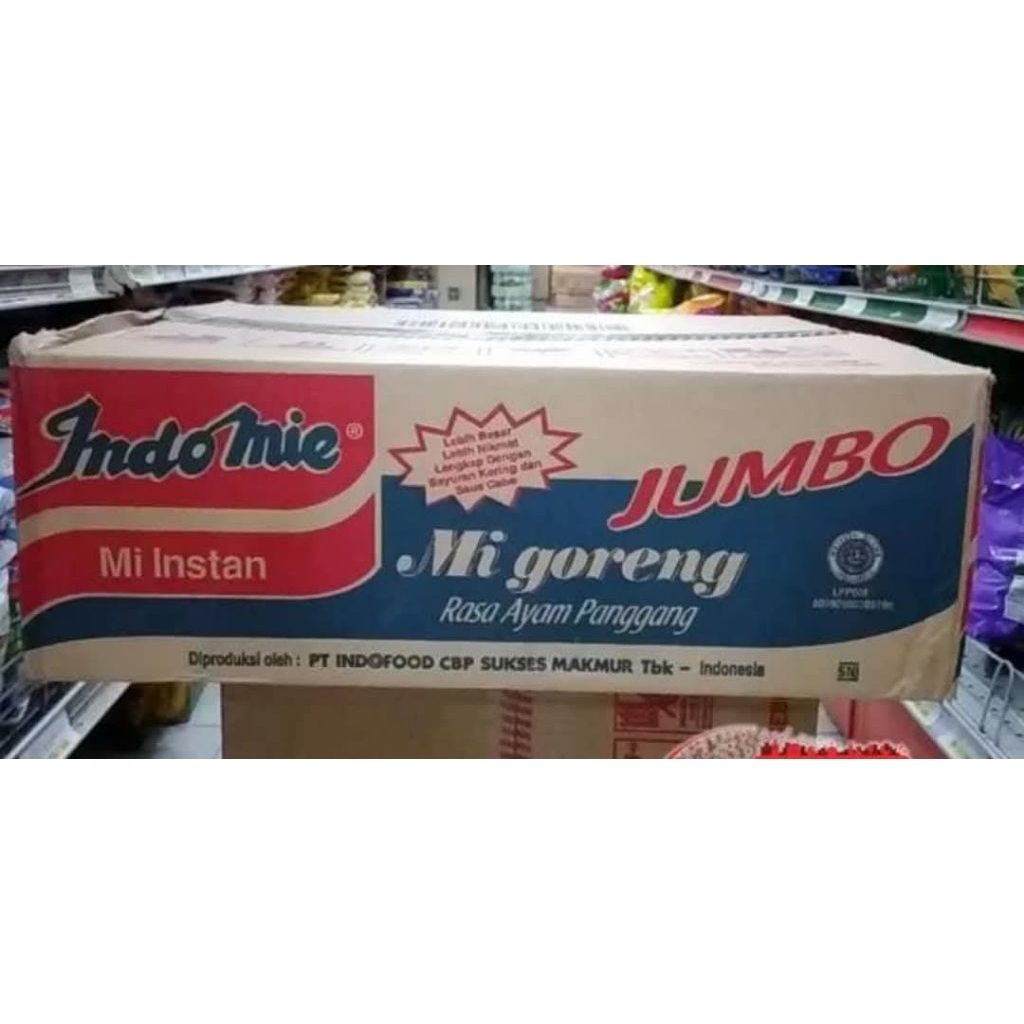 Indomie®
Mi Instan
Lebih Besar
Lebih Nikmat
Lengkap Dengan
Sayuran Kering dan
Saus Cabe
JUMBO
Mi goreng
Rasa Ayam Panggang
Diproduksi oleh : PT INDOFOOD CBP SUKSES MAKMUR Tbk – Indonesia
SNI